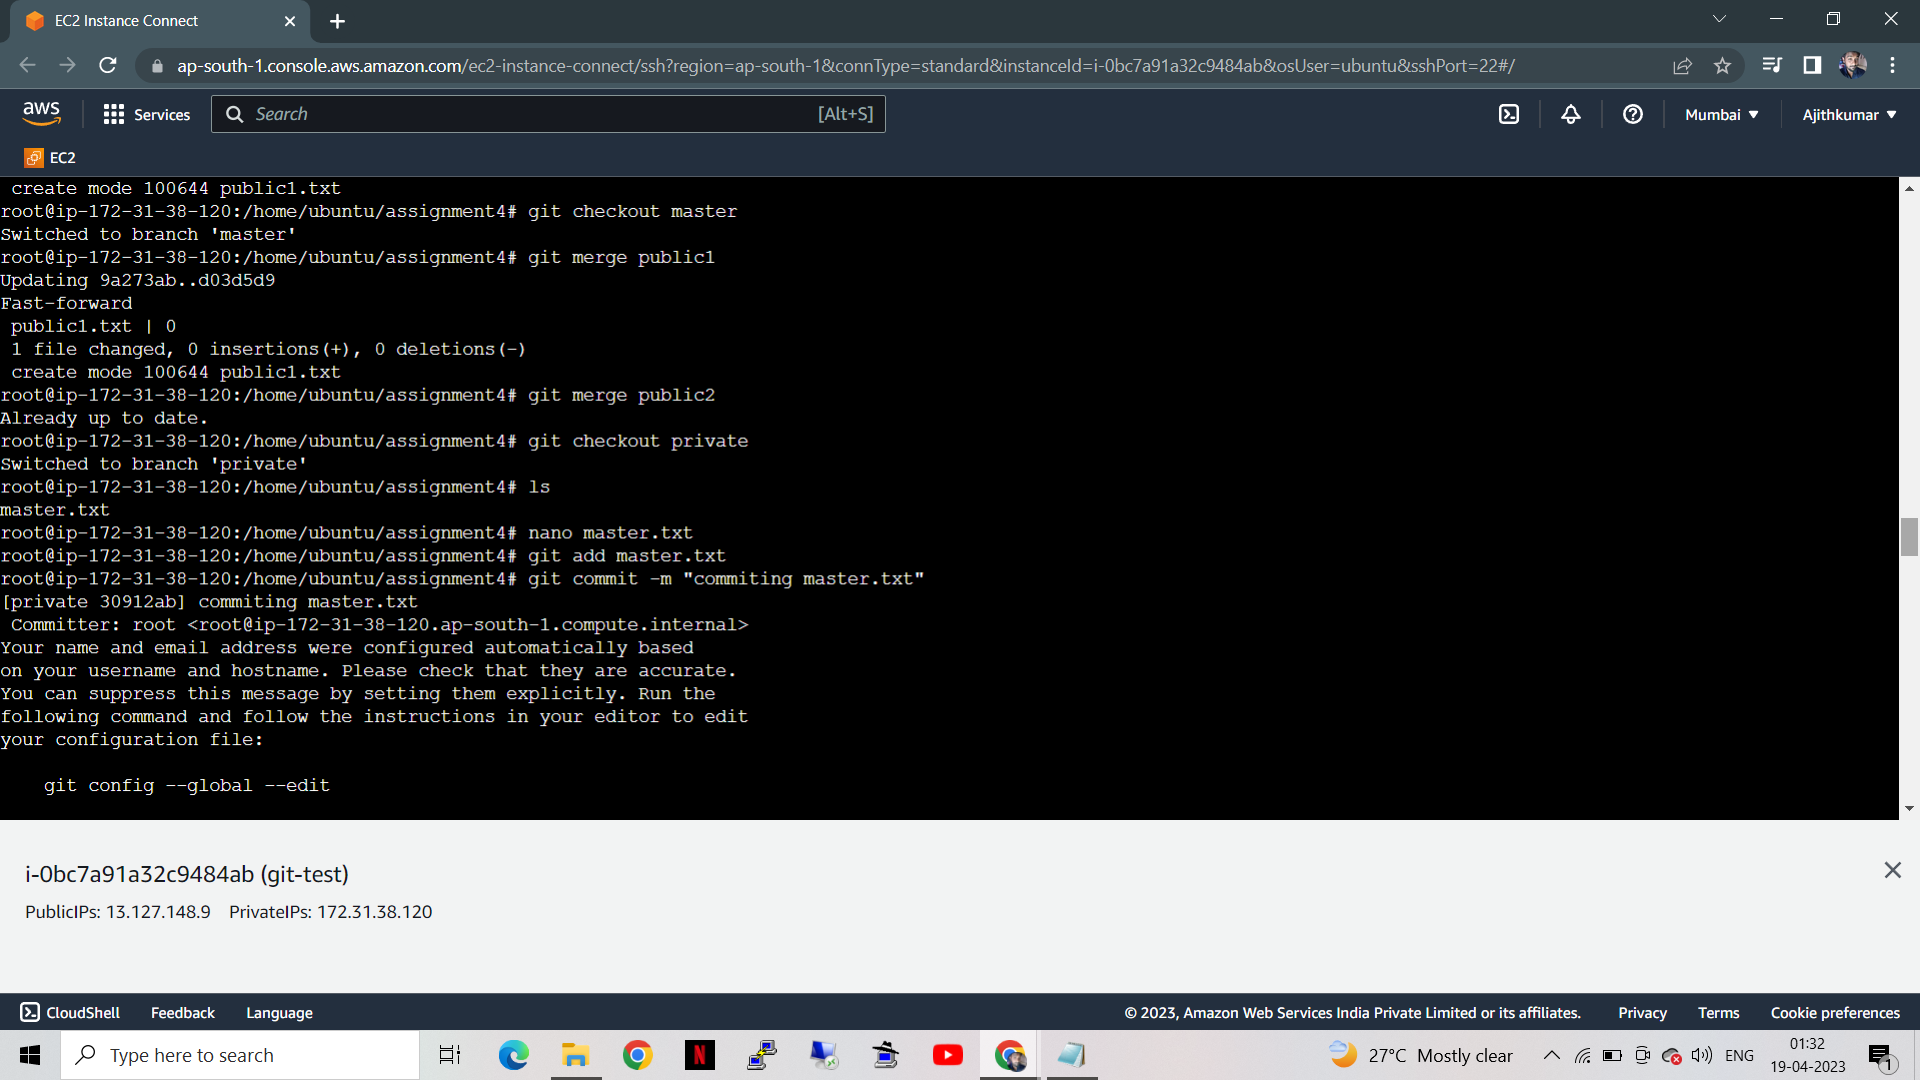 EC2 Instance Connect
ap-south-1.console.aws.amazon.com/ec2-instance-connect/ssh?region=ap-south-1&connType=standard&instanceId=i-0bc7a91a32c9484ab&osUser=ubuntu&sshPort=22#/
aws Services Search [Alt+S] Mumbai Ajithkumar
EC2
 create mode 100644 public1.txt
root@ip-172-31-38-120:/home/ubuntu/assignment4# git checkout master
Switched to branch 'master'
root@ip-172-31-38-120:/home/ubuntu/assignment4# git merge public1
Updating 9a273ab..d03d5d9
Fast-forward
 public1.txt | 0
 1 file changed, 0 insertions(+), 0 deletions(-)
 create mode 100644 public1.txt
root@ip-172-31-38-120:/home/ubuntu/assignment4# git merge public2
Already up to date.
root@ip-172-31-38-120:/home/ubuntu/assignment4# git checkout private
Switched to branch 'private'
root@ip-172-31-38-120:/home/ubuntu/assignment4# ls
master.txt
root@ip-172-31-38-120:/home/ubuntu/assignment4# nano master.txt
root@ip-172-31-38-120:/home/ubuntu/assignment4# git add master.txt
root@ip-172-31-38-120:/home/ubuntu/assignment4# git commit -m "commiting master.txt"
[private 30912ab] commiting master.txt
 Committer: root <root@ip-172-31-38-120.ap-south-1.compute.internal>
Your name and email address were configured automatically based
on your username and hostname. Please check that they are accurate.
You can suppress this message by setting them explicitly. Run the
following command and follow the instructions in your editor to edit
your configuration file:
    git config --global --edit
i-0bc7a91a32c9484ab (git-test)
PublicIPs: 13.127.148.9 PrivateIPs: 172.31.38.120
CloudShell Feedback Language © 2023, Amazon Web Services India Private Limited or its affiliates. Privacy Terms Cookie preferences
Type here to search N 27°C Mostly clear ENG 01:32
19-04-2023 1